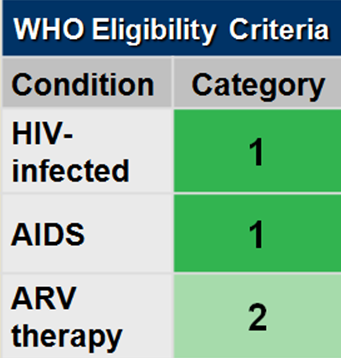 WHO Eligibility Criteria
Condition Category
HIV-
infected 1
AIDS 1
ARV
therapy 2